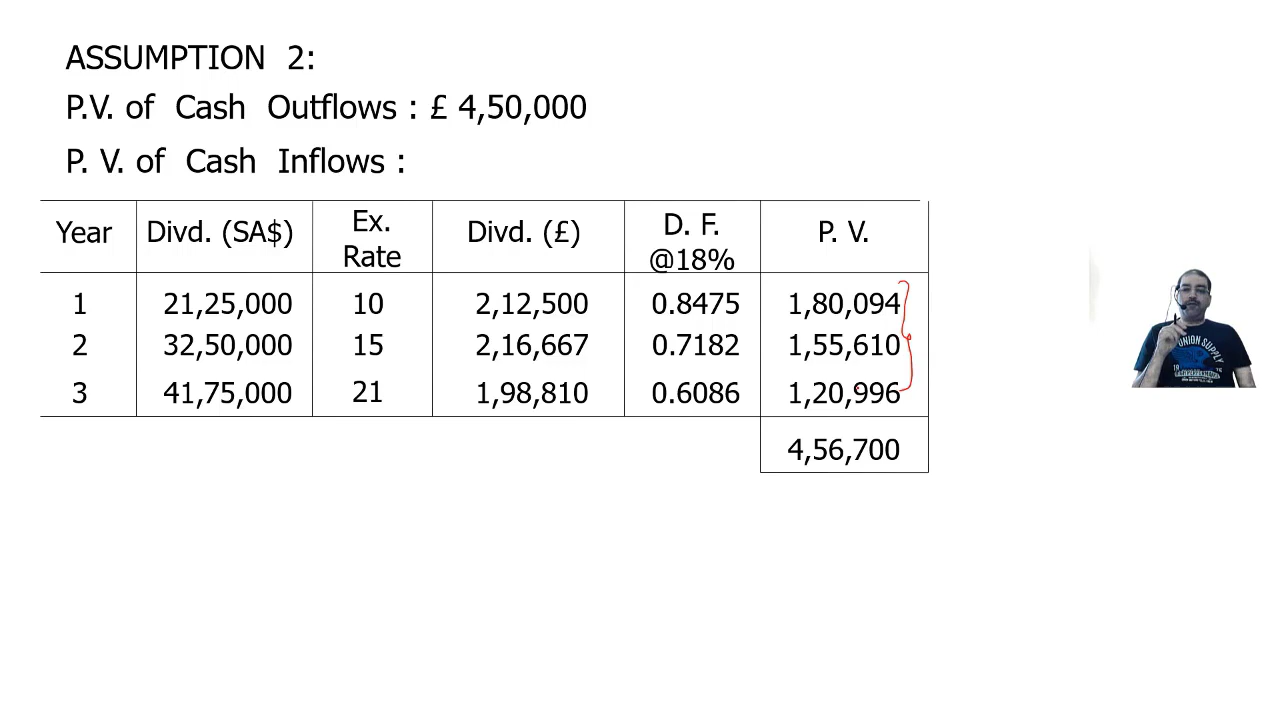 ASSUMPTION 2:
P.V. of Cash Outflows : £ 4,50,000
P. V. of Cash Inflows :
Year Divd. (SA$) Ex. Rate Divd. (£) D. F. @18% P. V.
1 21,25,000 10 2,12,500 0.8475 1,80,094
2 32,50,000 15 2,16,667 0.7182 1,55,610
3 41,75,000 21 1,98,810 0.6086 1,20,996
4,56,700
UNION SUPPLY